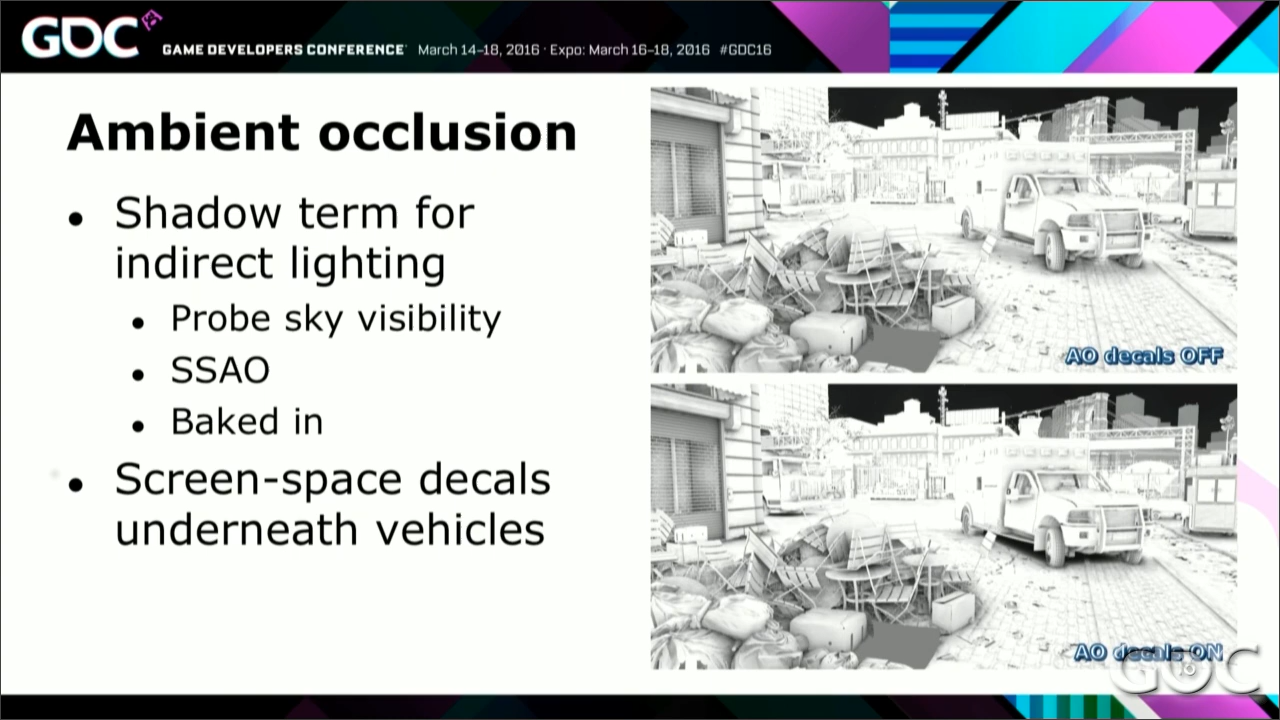 GDC
GAME DEVELOPERS CONFERENCE March 14–18, 2016 · Expo: March 16–18, 2016 #GDC16
Ambient occlusion
• Shadow term for
indirect lighting
• Probe sky visibility
• SSAO
• Baked in
• Screen-space decals
underneath vehicles
AO decals OFF
AO decals ON
GDC